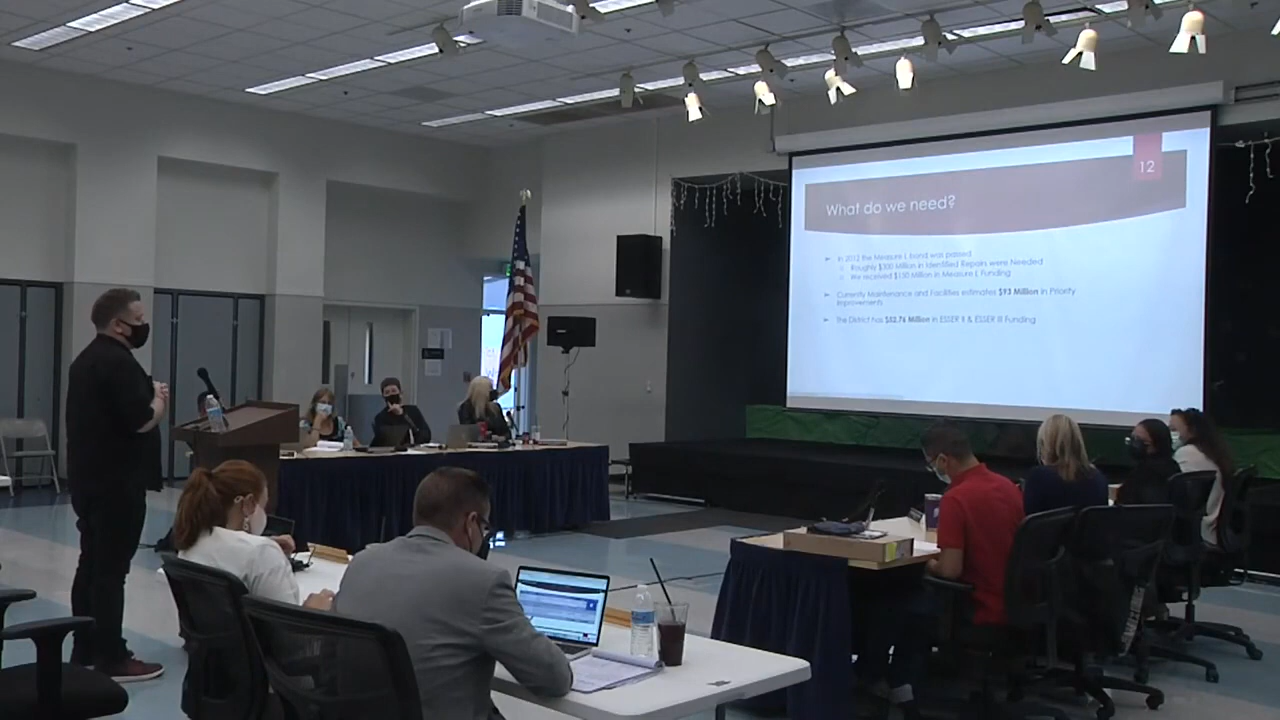 12
What do we need?
In 2012 the Measure L bond was passed
Roughly $300 Million in Identified Repairs were Needed
We received $150 Million in Measure L Funding
Currently Maintenance and Facilities estimates $93 Million in Priority
Improvements
The District has $52.76 Million in ESSER II & ESSER III Funding